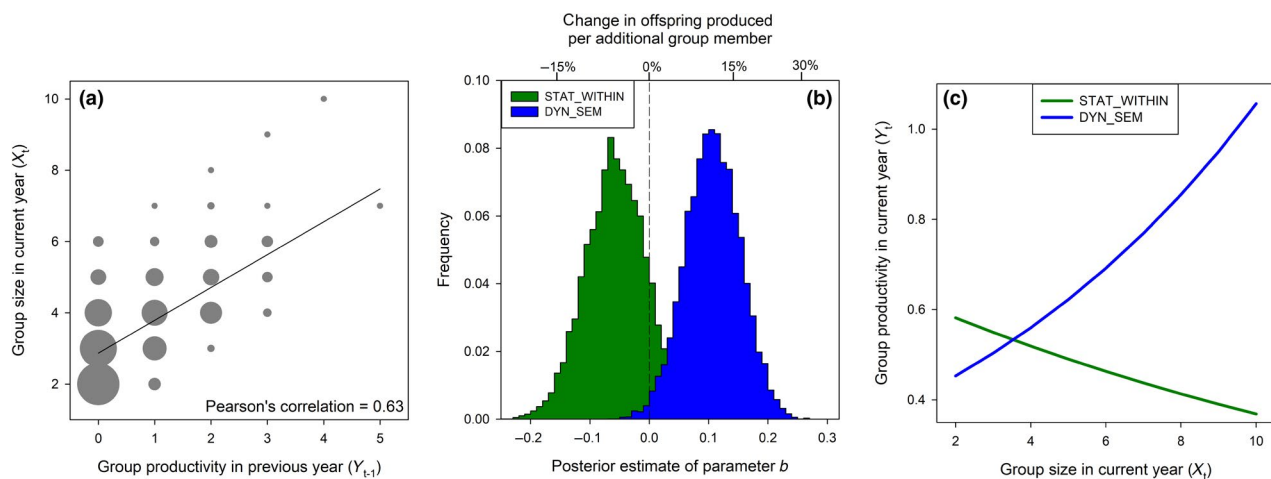 (a)
10
8
6
4
2
0 1 2 3 4 5
Group size in current year (Xt)
Group productivity in previous year (Yt-1)
Pearson's correlation = 0.63
Change in offspring produced
per additional group member
–15% 0% 15% 30%
(b)
STAT_WITHIN
DYN_SEM
0.10
0.08
0.06
0.04
0.02
0.00
–0.2 –0.1 0.0 0.1 0.2 0.3
Frequency
Posterior estimate of parameter b
(c)
STAT_WITHIN
DYN_SEM
1.0
0.8
0.6
0.4
2 4 6 8 10
Group productivity in current year (Yt)
Group size in current year (Xt)